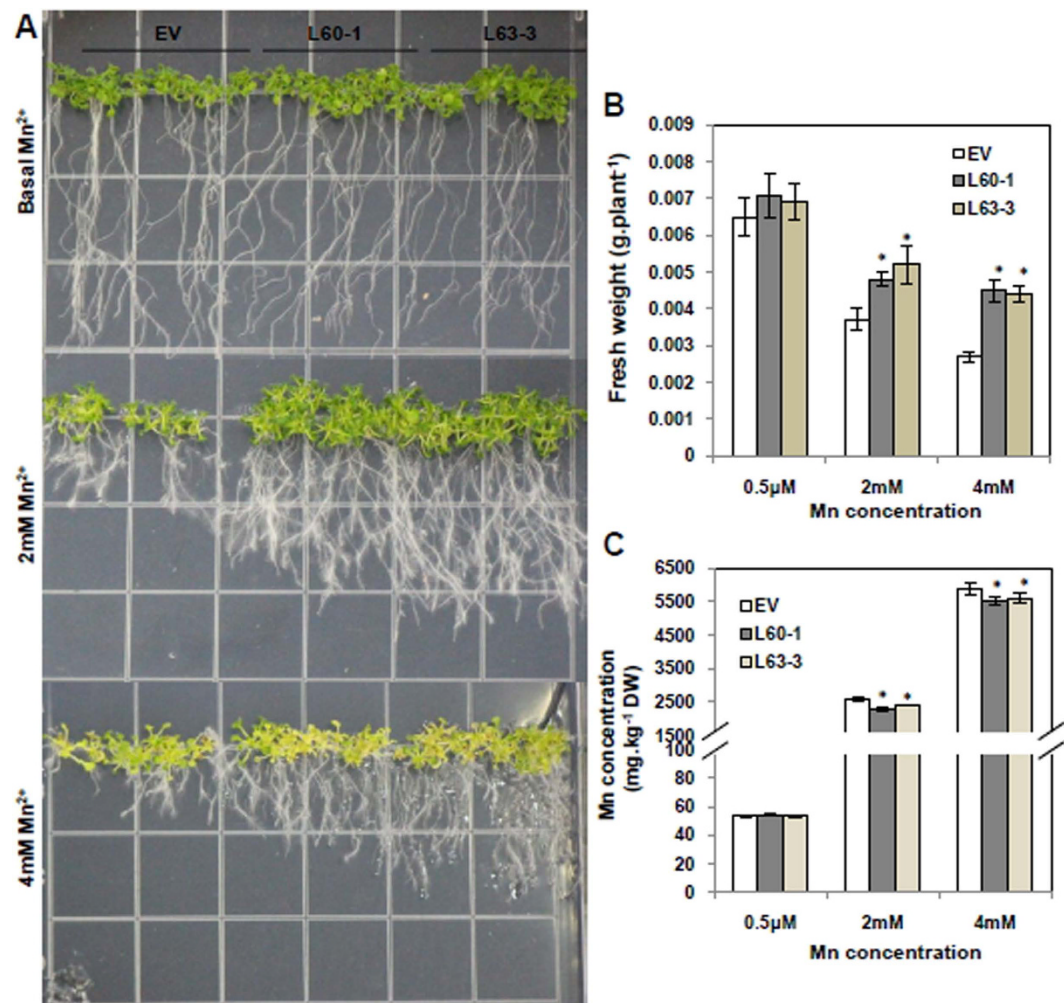 A
EV L60-1 L63-3
Basal Mn²⁺
2mM Mn²⁺
4mM Mn²⁺
B
Fresh weight (g.plant⁻¹)
0.009
0.008
0.007
0.006
0.005
0.004
0.003
0.002
0.001
0
EV
L60-1
L63-3
* * * *
0.5µM 2mM 4mM
Mn concentration
C
Mn concentration
(mg.kg⁻¹ DW)
6500
5500
4500
3500
2500
1500
100
80
60
40
20
0
EV
L60-1
L63-3
* * * *
0.5µM 2mM 4mM
Mn concentration